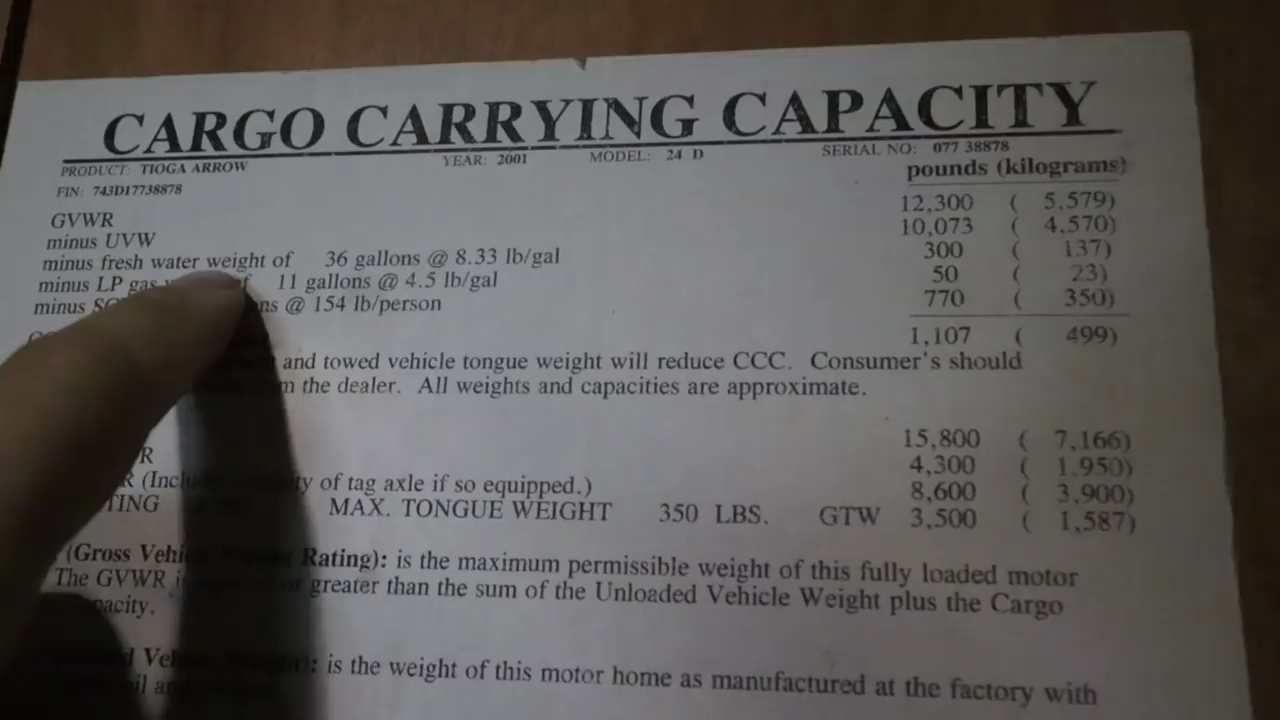 CARGO CARRYING CAPACITY
PRODUCT: TIOGA ARROW YEAR: 2001 MODEL: 24 D SERIAL NO: 077 38878
FIN: 743D17738878 pounds (kilograms)
GVWR 12,300 ( 5,579)
minus UVW 10,073 ( 4,570)
minus fresh water weight of 36 gallons @ 8.33 lb/gal 300 ( 137)
minus LP gas of 11 gallons @ 4.5 lb/gal 50 ( 23)
minus @ 154 lb/person 770 ( 350)
1,107 ( 499)
and towed vehicle tongue weight will reduce CCC. Consumer's should
the dealer. All weights and capacities are approximate.
15,800 ( 7,166)
of tag axle if so equipped.) 4,300 ( 1.950)
8,600 ( 3,900)
MAX. TONGUE WEIGHT 350 LBS. GTW 3,500 ( 1,587)
(Gross Rating): is the maximum permissible weight of this fully loaded motor
The GVWR greater than the sum of the Unloaded Vehicle Weight plus the Cargo
is the weight of this motor home as manufactured at the factory with